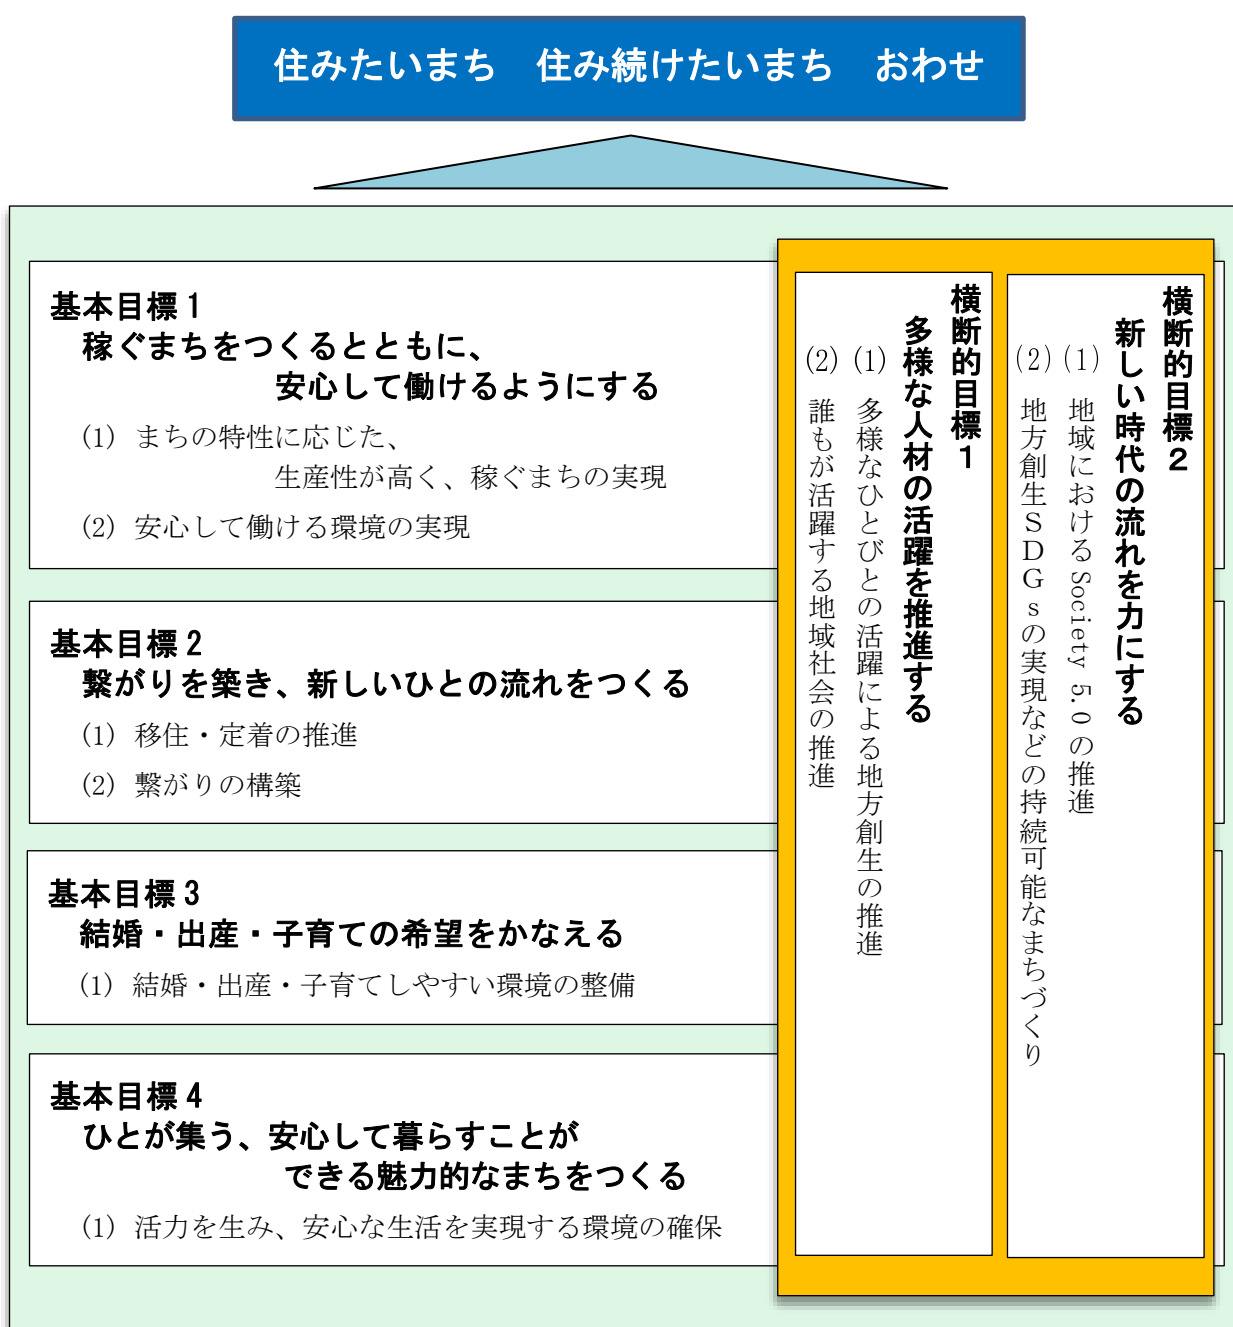 住みたいまち　住み続けたいまち　おわせ
基本目標１
稼ぐまちをつくるとともに、
安心して働けるようにする
(1) まちの特性に応じた、
生産性が高く、稼ぐまちの実現
(2) 安心して働ける環境の実現
基本目標２
繋がりを築き、新しいひとの流れをつくる
(1) 移住・定着の推進
(2) 繋がりの構築
基本目標３
結婚・出産・子育ての希望をかなえる
(1) 結婚・出産・子育てしやすい環境の整備
基本目標４
ひとが集う、安心して暮らすことが
できる魅力的なまちをつくる
(1) 活力を生み、安心な生活を実現する環境の確保
横断的目標１
多様な人材の活躍を推進する
(1) 多様なひとびとの活躍による地方創生の推進
(2) 誰もが活躍する地域社会の推進
横断的目標２
新しい時代の流れを力にする
(1) 地域における Society 5.0 の推進
(2) 地方創生ＳＤＧｓの実現などの持続可能なまちづくり